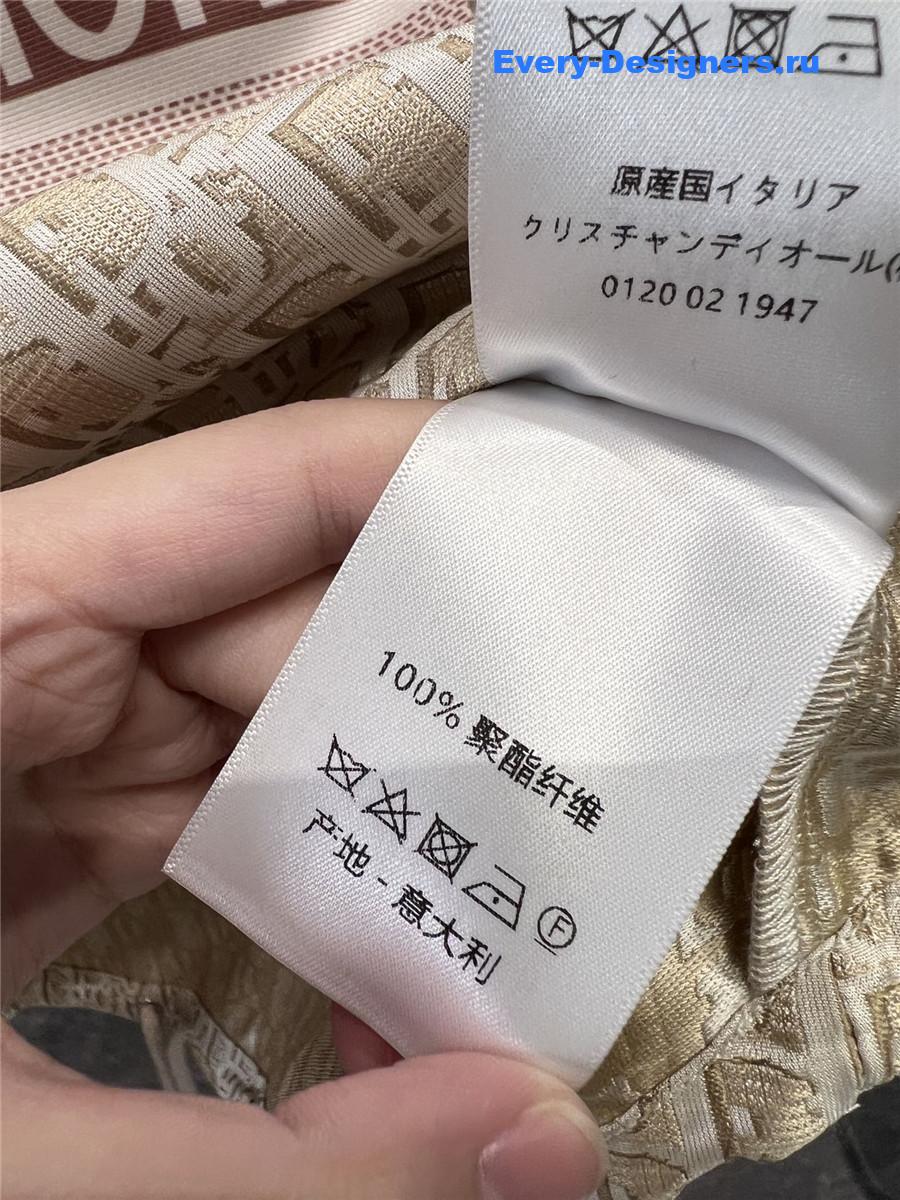 Every-Designers.ru
原産国イタリア
クリスチャンディオール(
0120 02 1947
100% 聚酯纤维
F
产地 - 意大利